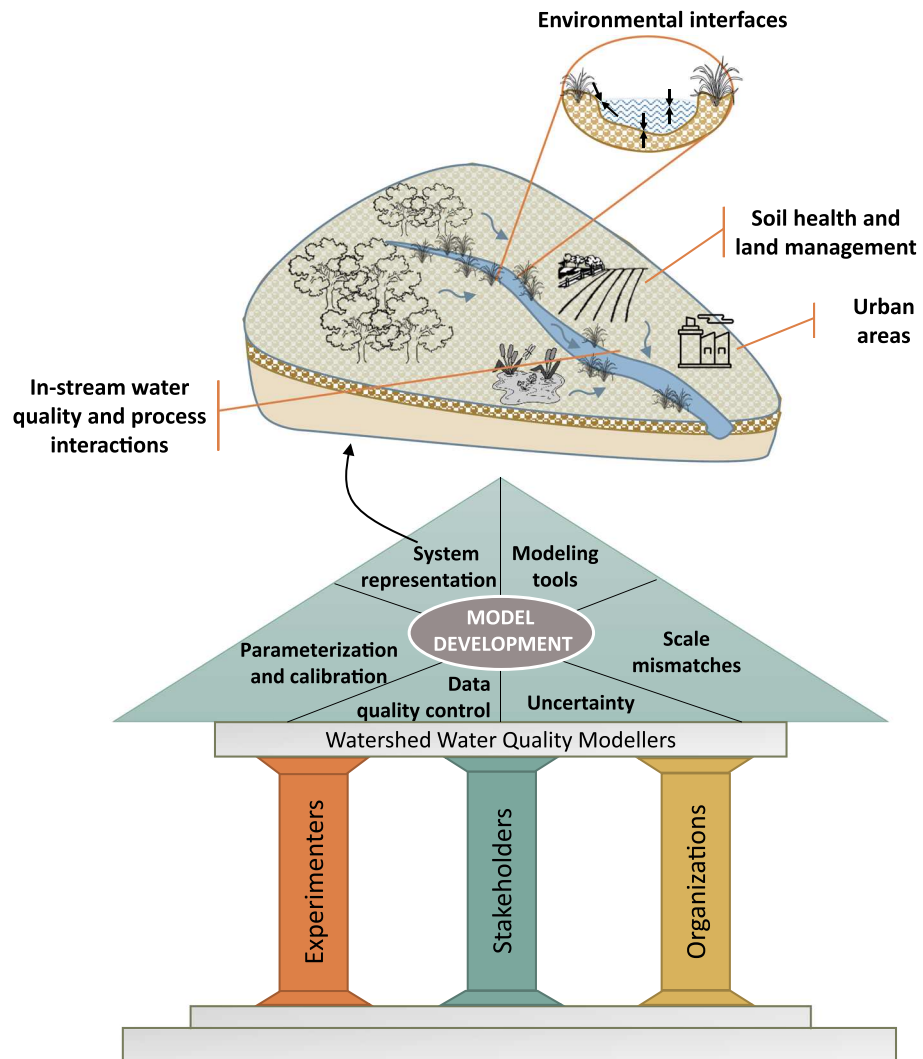 Environmental interfaces
Soil health and
land management
Urban
areas
In-stream water
quality and process
interactions
System
representation
Modeling
tools
MODEL
DEVELOPMENT
Parameterization
and calibration
Scale
mismatches
Data
quality control
Uncertainty
Watershed Water Quality Modellers
Experimenters
Stakeholders
Organizations